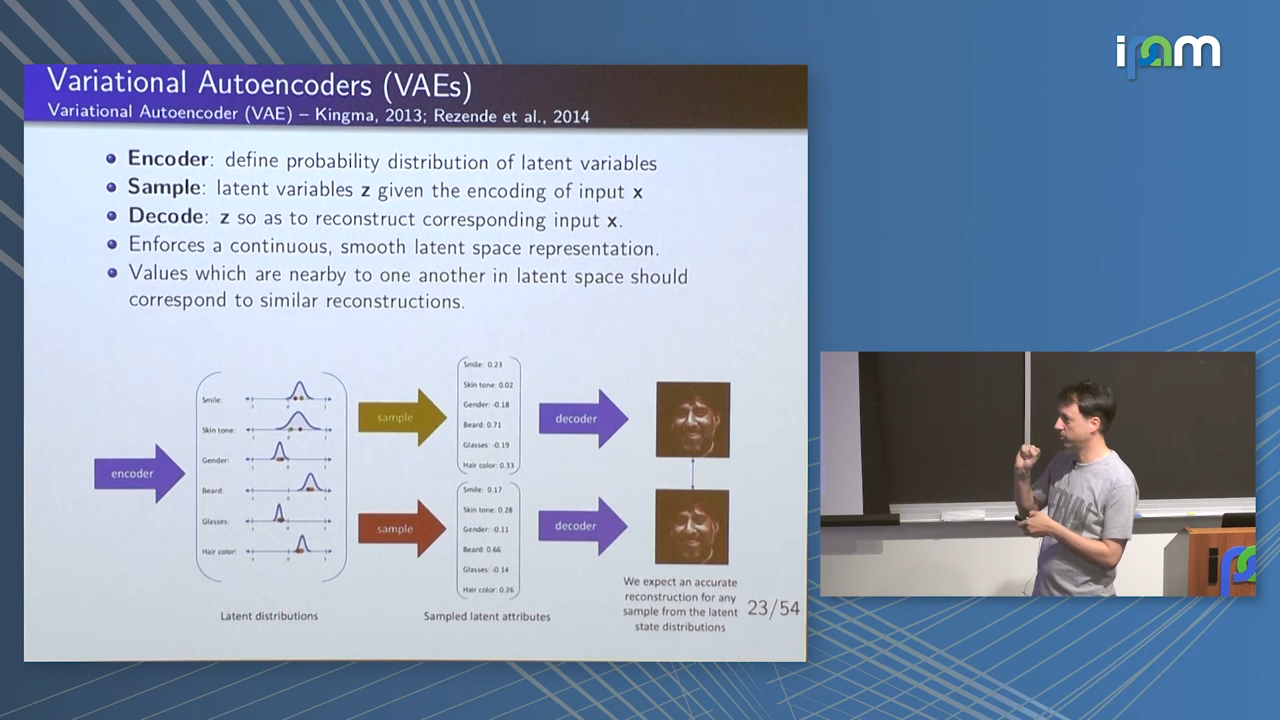 ipam
Variational Autoencoders (VAEs)
Variational Autoencoder (VAE) – Kingma, 2013; Rezende et al., 2014
Encoder: define probability distribution of latent variables
Sample: latent variables z given the encoding of input x
Decode: z so as to reconstruct corresponding input x.
Enforces a continuous, smooth latent space representation.
Values which are nearby to one another in latent space should
correspond to similar reconstructions.
encoder
Smile:
Skin tone:
Gender:
Beard:
Glasses:
Hair color:
Latent distributions
sample
sample
Smile: 0.23
Skin tone: 0.02
Gender: -0.18
Beard: 0.71
Glasses: -0.19
Hair color: 0.33
Smile: 0.17
Skin tone: 0.28
Gender: -0.11
Beard: 0.66
Glasses: -0.14
Hair color: 0.26
Sampled latent attributes
decoder
decoder
We expect an accurate
reconstruction for any
sample from the latent
state distributions
23/54